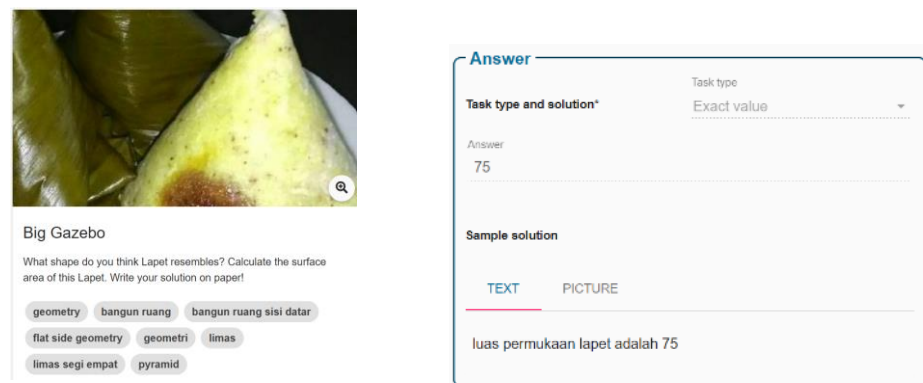 Big Gazebo
What shape do you think Lapet resembles? Calculate the surface
area of this Lapet. Write your solution on paper!
geometry bangun ruang bangun ruang sisi datar
flat side geometry geometri limas
limas segi empat pyramid
Answer
Task type
Task type and solution*
Exact value
Answer
75
Sample solution
TEXT PICTURE
luas permukaan lapet adalah 75